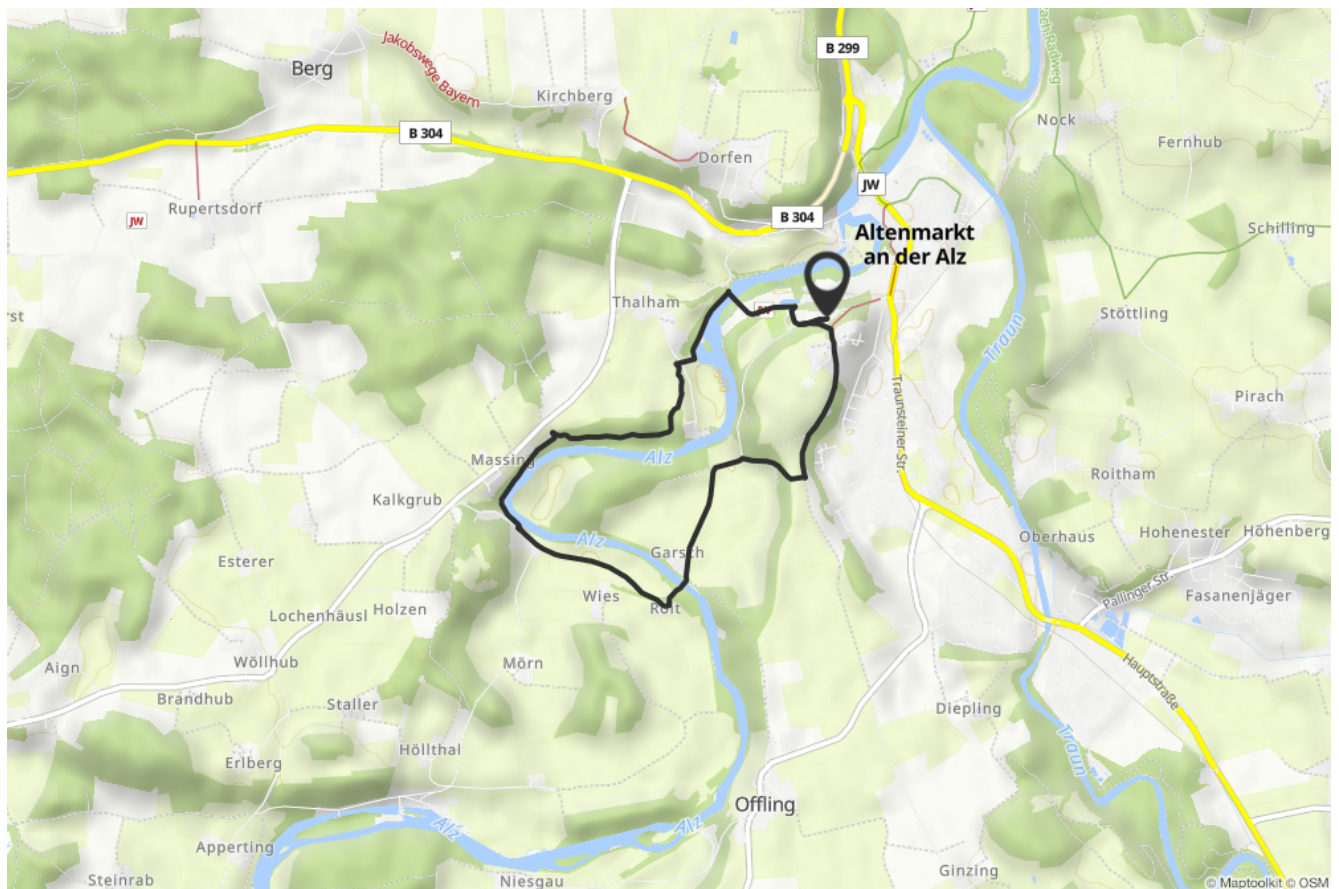 B 299
Berg
Jakobswege Bayern
Kirchberg
B 304
Dorfen
Nock
Fernhub
JW
Rupertsdorf
JW
B 304
Altenmarkt
an der Alz
Schilling
Thalham
Stöttling
Traun
Pirach
Traunsteiner Str.
Massing
Alz
Roitham
Kalkgrub
Hohenester
Höhenberg
Oberhaus
Alz
Garsch
Esterer
Pallinger Str.
Fasanenjäger
Wies
Lochenhäusl
Holzen
Wöllhub
Mörn
Aign
Hauptstraße
Brandhub
Staller
Diepling
Traun
Höllthal
Erlberg
Offling
Alz
Alz
Apperting
Ginzing
Steinrab
Niesgau
© Maptoolkit © OSM